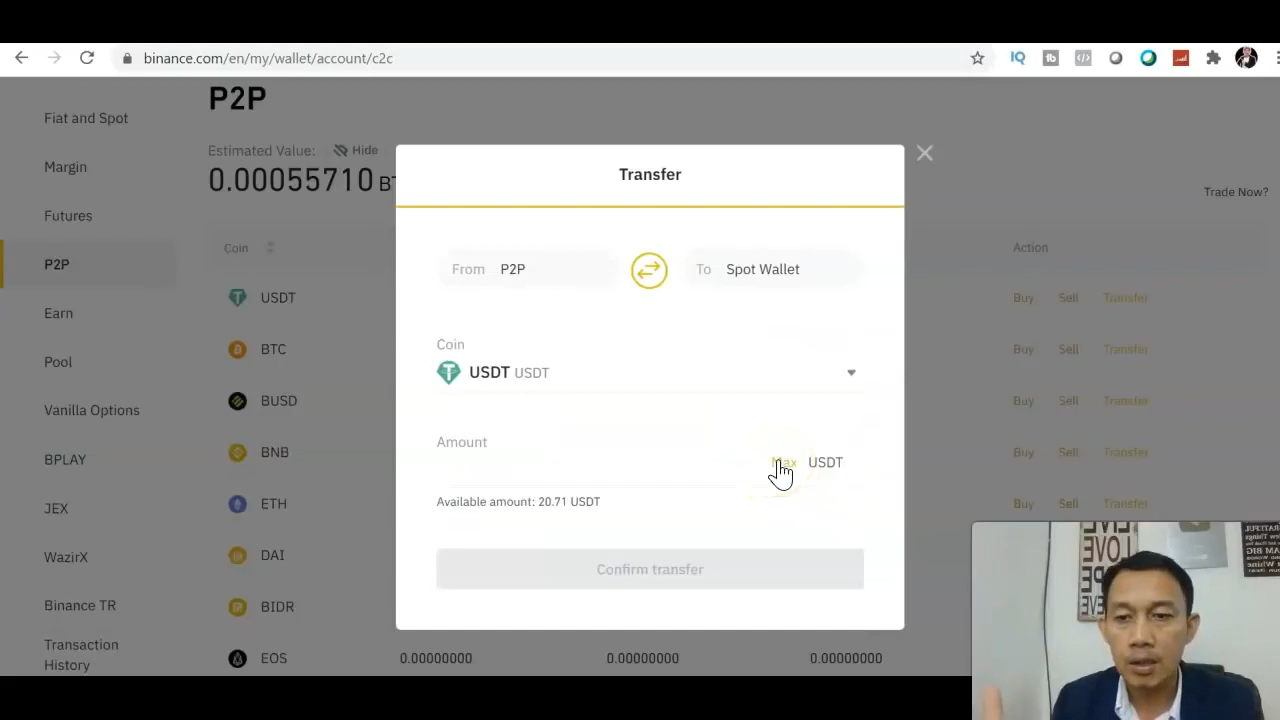 binance.com/en/my/wallet/account/c2c
P2P
Fiat and Spot
Margin
Futures
P2P
Earn
Pool
Vanilla Options
BPLAY
JEX
WazirX
Binance TR
Transaction
History
Estimated Value: Hide
0.00055710 BT
Trade Now?
Coin
Action
USDT Buy Sell Transfer
BTC Buy Sell Transfer
BUSD Buy Sell Transfer
BNB Buy Sell Transfer
ETH Buy Sell Transfer
DAI
BIDR
EOS 0.00000000 0.00000000 0.00000000
Transfer
From P2P To Spot Wallet
Coin
USDT USDT
Amount
Max USDT
Available amount: 20.71 USDT
Confirm transfer
LIVE
LOVE